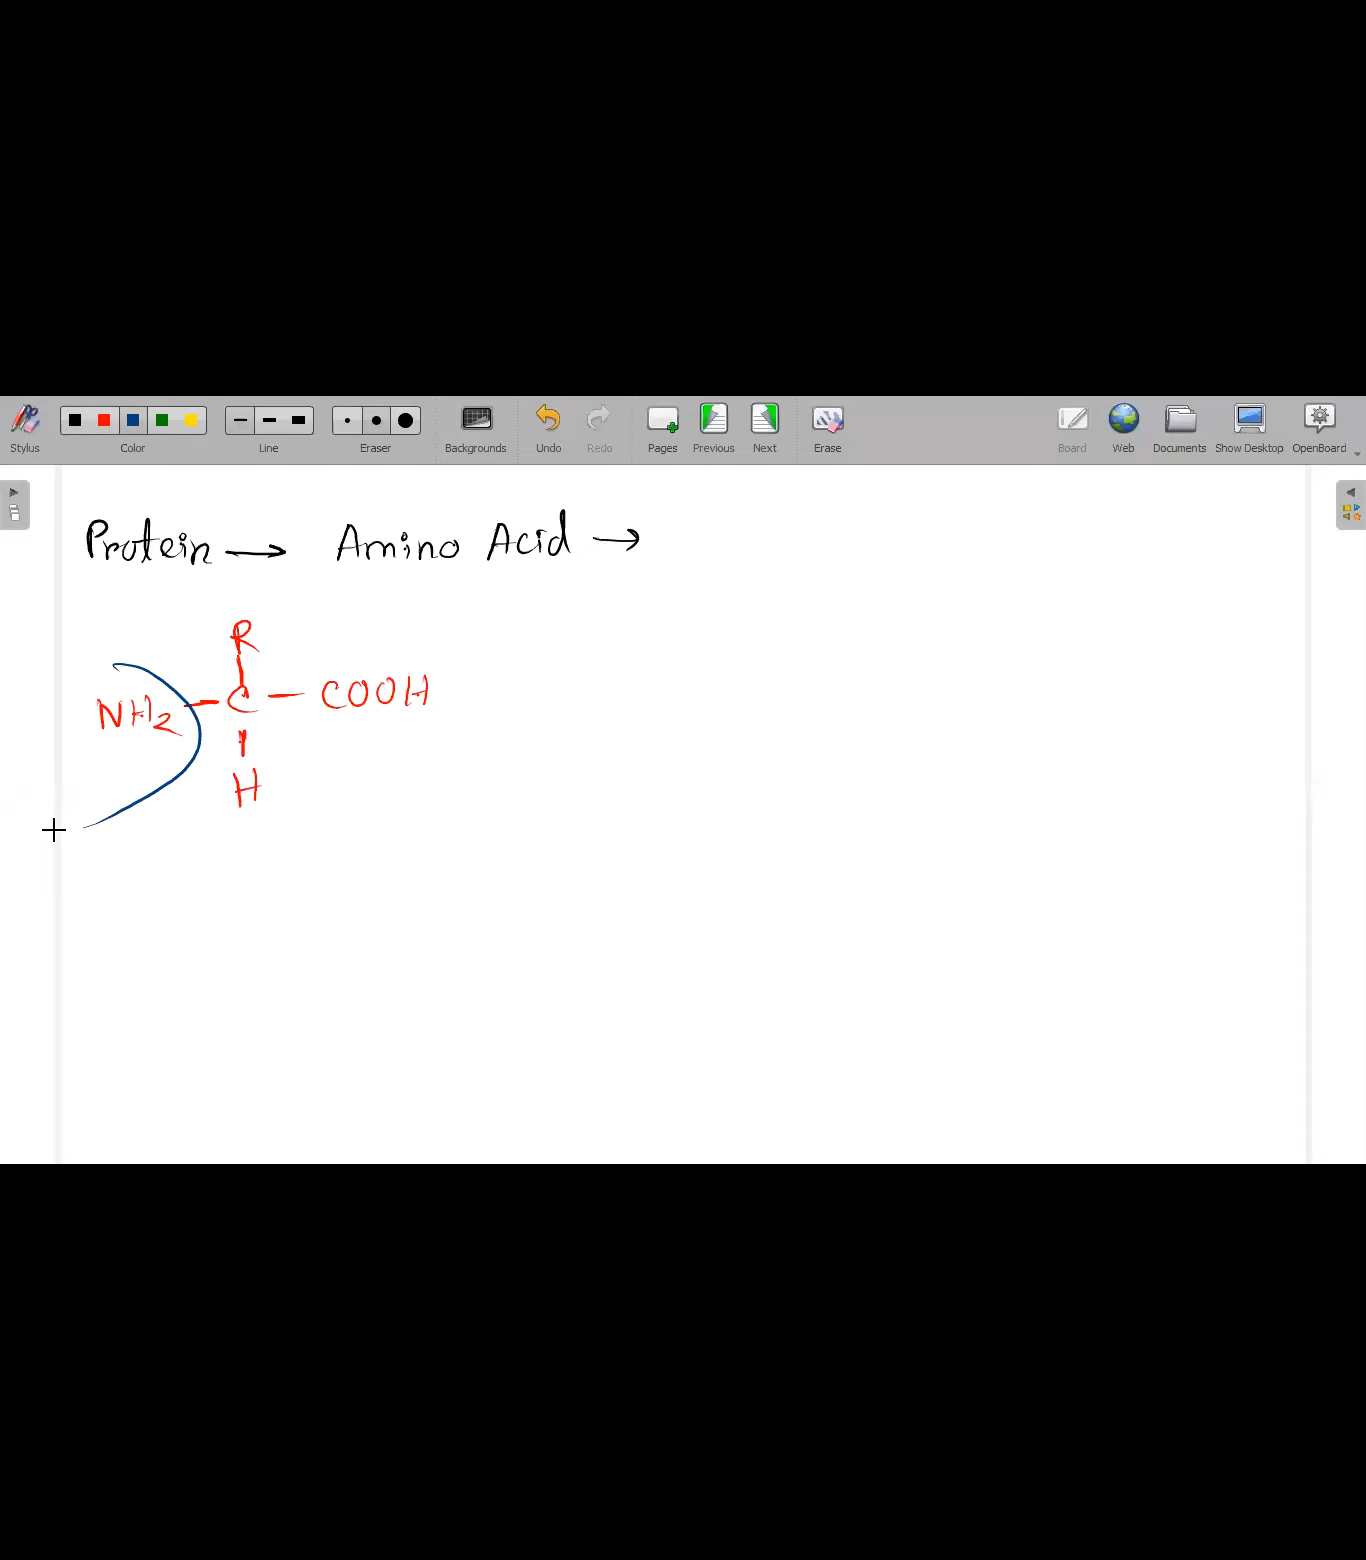 Stylus Color Line Eraser Backgrounds Undo Redo Pages Previous Next Erase Board Web Documents Show Desktop OpenBoard
Protein → Amino Acid →
R
NH2 - C - COOH
H